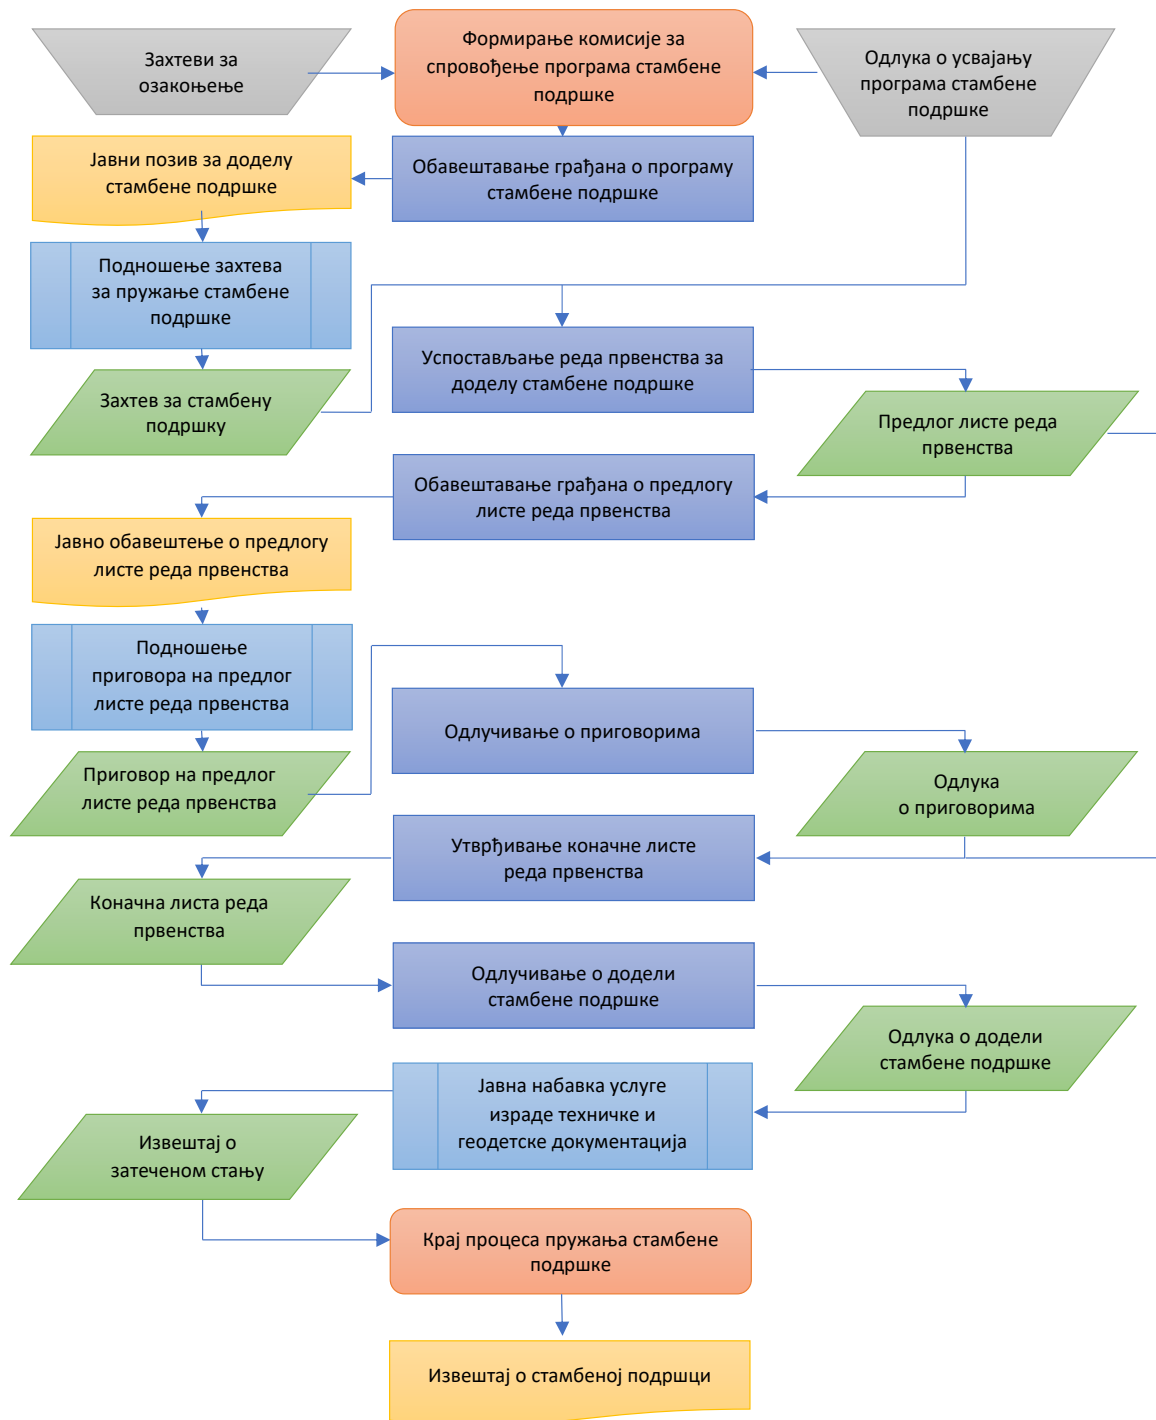 Захтеви за
озакоњење
Формирање комисије за
спровођење програма стамбене
подршке
Одлука о усвајању
програма стамбене
подршке
Јавни позив за доделу
стамбене подршке
Обавештавање грађана о програму
стамбене подршке
Подношење захтева
за пружање стамбене
подршке
Успостављање реда првенства за
доделу стамбене подршке
Захтев за стамбену
подршку
Предлог листе реда
првенства
Обавештавање грађана о предлогу
листе реда првенства
Јавно обавештење о предлогу
листе реда првенства
Подношење
приговора на предлог
листе реда првенства
Одлучивање о приговорима
Приговор на предлог
листе реда првенства
Одлука
о приговорима
Утврђивање коначне листе
реда првенства
Коначна листа реда
првенства
Одлучивање о додели
стамбене подршке
Одлука о додели
стамбене подршке
Јавна набавка услуге
израде техничке и
геодетске документација
Извештај о
затеченом стању
Крај процеса пружања стамбене
подршке
Извештај о стамбеној подршци